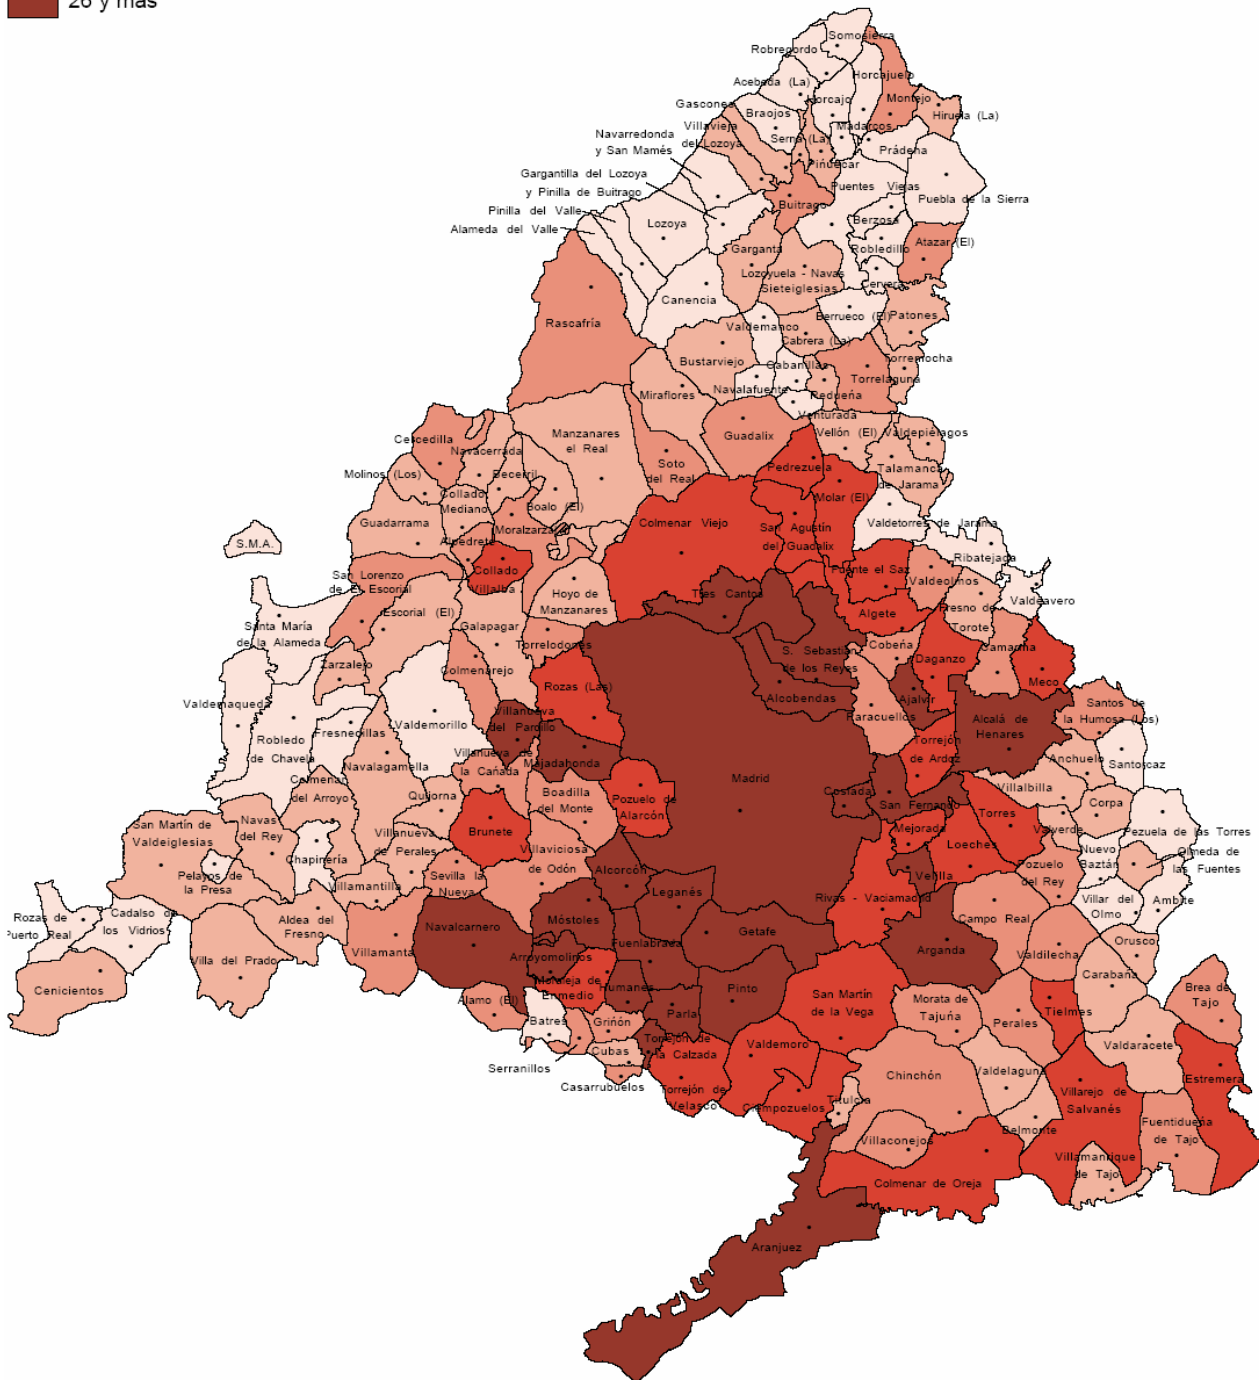 26 y más
Somosierra
Robregordo
Acebeda (La)
Horcajuelo
Horcajo
Montejo
Gascones
Braojos
Hiruela (La)
Villavieja
del Lozoya
Madarcos
Navarredonda
y San Mamés
Serna (La)
Prádena
Piñuécar
Gargantilla del Lozoya
y Pinilla de Buitrago
Puentes Viejas
Puebla de la Sierra
Buitrago
Pinilla del Valle
Alameda del Valle
Lozoya
Berzosa
Robledillo
Atazar (El)
Garganta
Lozoyuela - Navas
Sieteiglesias
Cervera
Canencia
Rascafría
Berrueco (El)
Patones
Valdemanco
Cabrera (La)
Bustarviejo
Cabanillas
Torremocha
Torrelaguna
Miraflores
Navalafuente
Redueña
Venturada
Cercedilla
Manzanares
el Real
Guadalix
Vellón (El)
Valdepiélagos
Navacerrada
Molinos (Los)
Becerril
Soto
del Real
Pedrezuela
Talamanca
de Jarama
Collado
Mediano
Boalo (El)
Molar (El)
Guadarrama
Moralzarzal
Colmenar Viejo
San Agustín
del Guadalix
Valdetorres de Jarama
S.M.A.
Alpedrete
Ribatejada
Collado
Villalba
Fuente el Saz
San Lorenzo
de El Escorial
Valdeolmos
Hoyo de
Manzanares
Tres Cantos
Valdeavero
Escorial (El)
Algete
Fresno de
Torote
Santa María
de la Alameda
Galapagar
Torrelodones
Cobeña
S. Sebastián
de los Reyes
Daganzo
Camarma
Zarzalejo
Colmenarejo
Meco
Rozas (Las)
Alcobendas
Ajalvir
Valdemaqueda
Villanueva
del Pardillo
Valdemorillo
Paracuellos
Alcalá de
Henares
Santos de
la Humosa (Los)
Fresnedillas
Robledo
de Chavela
Villanueva de
la Cañada
Majadahonda
Torrejón
de Ardoz
Anchuelo
Santorcaz
Navalagamella
Colmenar
del Arroyo
Madrid
Quijorna
Boadilla
del Monte
Pozuelo de
Alarcón
Coslada
San Fernando
Villalbilla
Corpa
San Martín de
Valdeiglesias
Navas
del Rey
Villanueva
de Perales
Brunete
Mejorada
Torres
Valverde
Pezuela de las Torres
Villaviciosa
de Odón
Loeches
Nuevo
Baztán
Olmeda de
las Fuentes
Chapinería
Pelayos de
la Presa
Sevilla la
Nueva
Alcorcón
Velilla
Pozuelo
del Rey
Villamantilla
Leganés
Rivas - Vaciamadrid
Villar del
Olmo
Ambite
Rozas de
Puerto Real
Cadalso de
los Vidrios
Aldea del
Fresno
Móstoles
Campo Real
Navalcarnero
Getafe
Orusco
Fuenlabrada
Arganda
Valdilecha
Villamanta
Arroyomolinos
Villa del Prado
Carabaña
Cenicientos
Moraleja de
Enmedio
Humanes
Pinto
San Martín
de la Vega
Brea de
Tajo
Alamo (El)
Morata de
Tajuña
Tielmes
Batres
Griñón
Parla
Perales
Valdaracete
Torrejón de
la Calzada
Valdemoro
Cubas
Serranillos
Valdelaguna
Casarrubuelos
Chinchón
Estremera
Torrejón de
Velasco
Villarejo de
Salvanés
Ciempozuelos
Titulcia
Fuentidueña
de Tajo
Belmonte
Villaconejos
Villamanrique
de Tajo
Colmenar de Oreja
Aranjuez